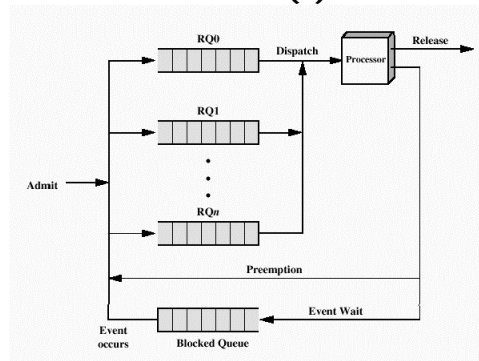 RQ0
Dispatch
Release
Processor
RQ1
Admit
RQn
Preemption
Event Wait
Event
occurs
Blocked Queue